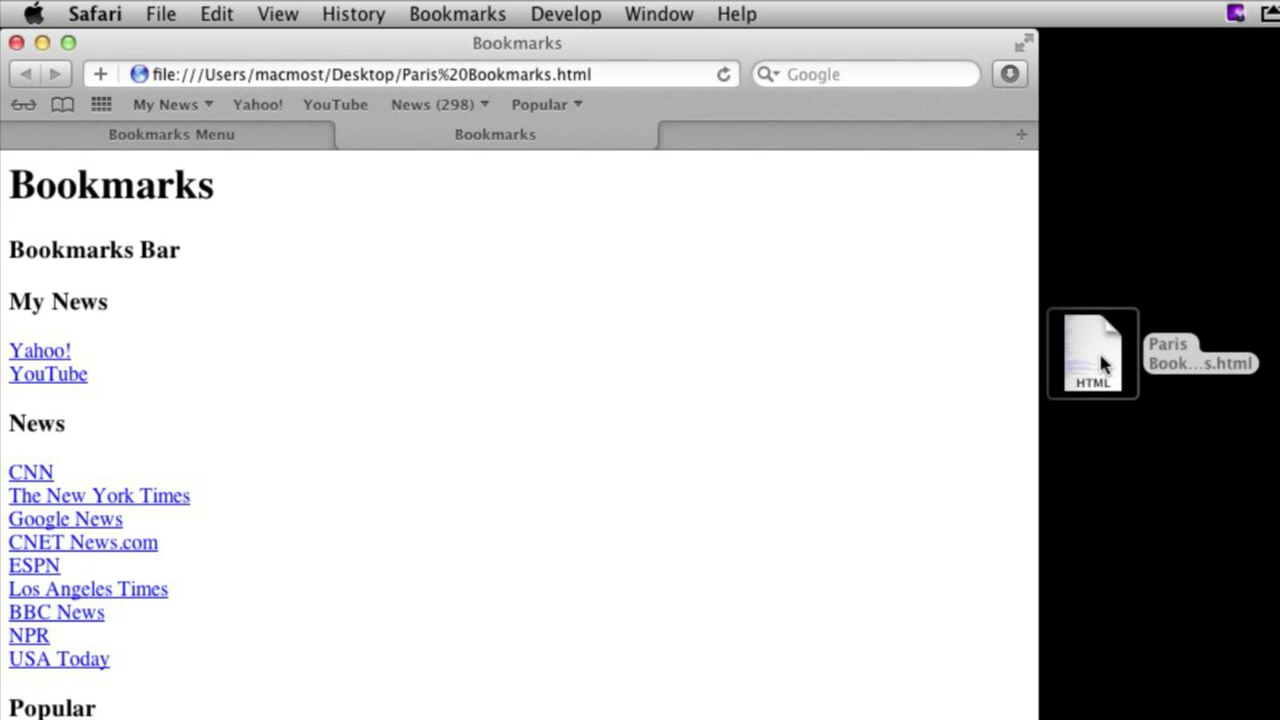 Safari File Edit View History Bookmarks Develop Window Help
Bookmarks
file:///Users/macmost/Desktop/Paris%20Bookmarks.html Google
My News Yahoo! YouTube News (298) Popular
Bookmarks Menu Bookmarks
Bookmarks
Bookmarks Bar
My News
Yahoo!
YouTube
News
CNN
The New York Times
Google News
CNET News.com
ESPN
Los Angeles Times
BBC News
NPR
USA Today
Popular
HTML
Paris
Book...s.html